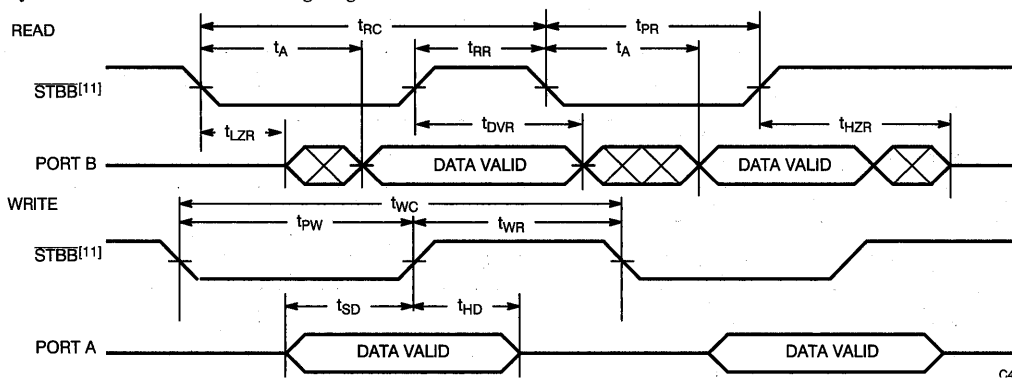 READ
tRC
tPR
tA
tRR
tA
STBB[11]
tLZR
tDVR
tHZR
PORT B
DATA VALID
DATA VALID
WRITE
tWC
tPW
tWR
STBB[11]
tSD
tHD
PORT A
DATA VALID
DATA VALID